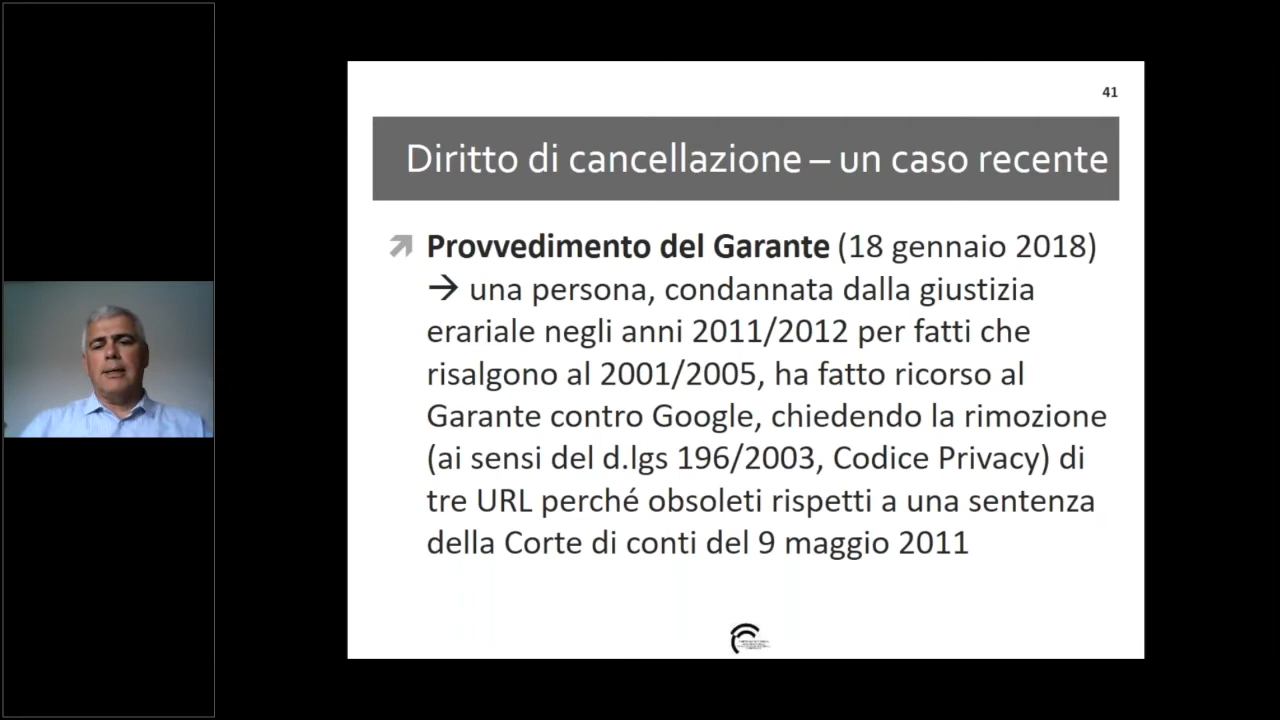 41
Diritto di cancellazione – un caso recente
Provvedimento del Garante (18 gennaio 2018)
→ una persona, condannata dalla giustizia
erariale negli anni 2011/2012 per fatti che
risalgono al 2001/2005, ha fatto ricorso al
Garante contro Google, chiedendo la rimozione
(ai sensi del d.lgs 196/2003, Codice Privacy) di
tre URL perché obsoleti rispetti a una sentenza
della Corte di conti del 9 maggio 2011